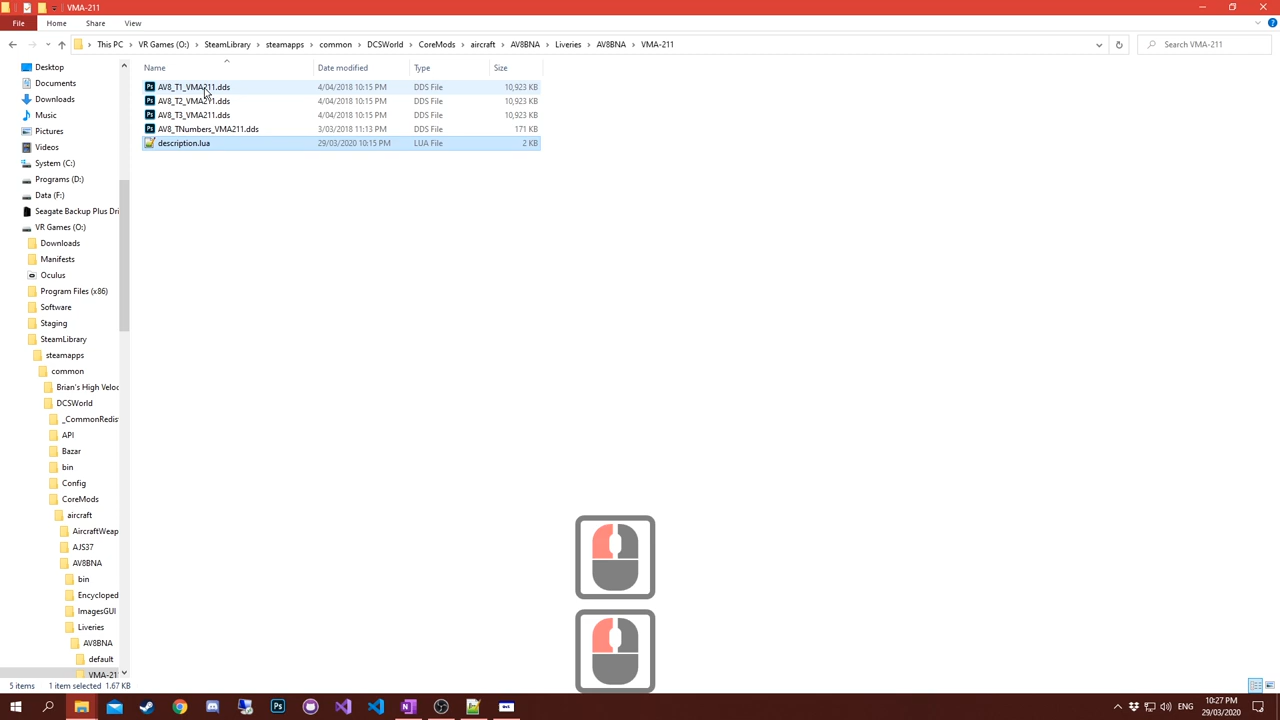 VMA-211
File Home Share View
This PC > VR Games (O:) > SteamLibrary > steamapps > common > DCSWorld > CoreMods > aircraft > AV8BNA > Liveries > AV8BNA > VMA-211
Search VMA-211
Name Date modified Type Size
AV8_T1_VMA211.dds 4/04/2018 10:15 PM DDS File 10,923 KB
AV8_T2_VMA211.dds 4/04/2018 10:15 PM DDS File 10,923 KB
AV8_T3_VMA211.dds 4/04/2018 10:15 PM DDS File 10,923 KB
AV8_TNumbers_VMA211.dds 3/03/2018 11:13 PM DDS File 171 KB
description.lua 29/03/2020 10:15 PM LUA File 2 KB
Desktop
Documents
Downloads
Music
Pictures
Videos
System (C:)
Programs (D:)
Data (F:)
Seagate Backup Plus Dri
VR Games (O:)
Downloads
Manifests
Oculus
Program Files (x86)
Software
Staging
SteamLibrary
steamapps
common
Brian's High Veloc
DCSWorld
_CommonRedis
API
Bazar
bin
Config
CoreMods
aircraft
AircraftWeap
AJS37
AV8BNA
bin
Encycloped
ImagesGUI
Liveries
AV8BNA
default
VMA-21
5 items 1 item selected 1.67 KB
ENG
10:27 PM
29/03/2020